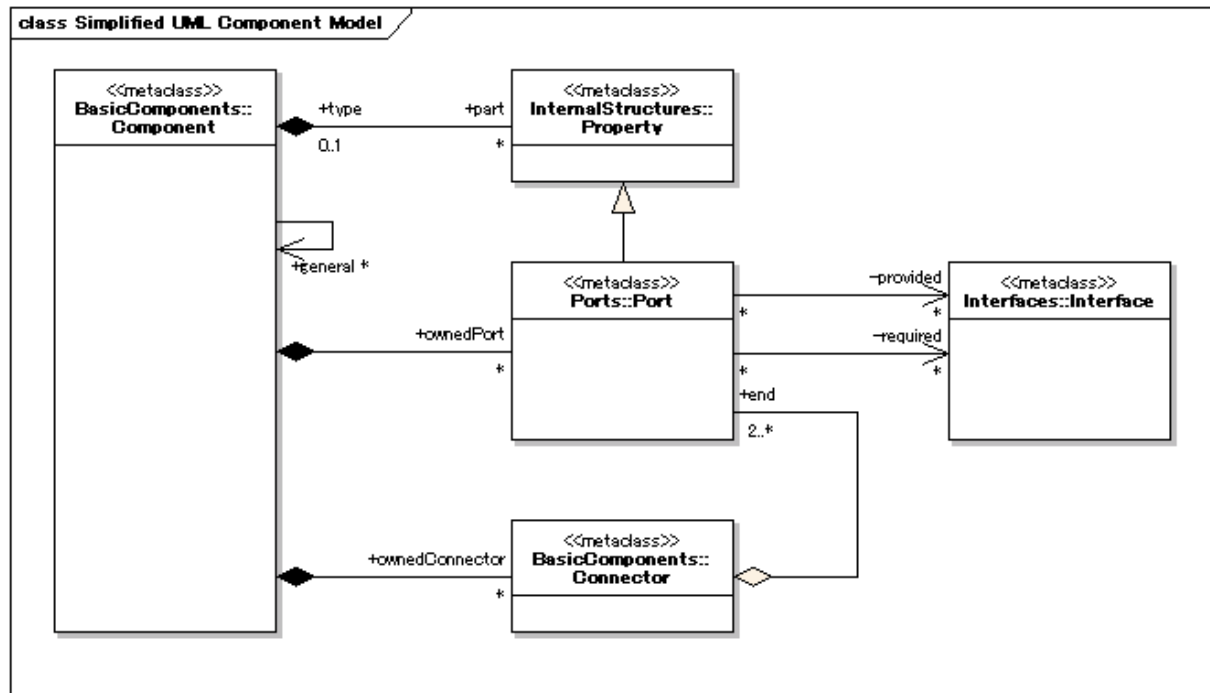 class Simplified UML Component Model
<<metaclass>>
BasicComponents::
Component
+type
+part
0..1
*
<<metaclass>>
InternalStructures::
Property
+general *
+ownedPort
*
<<metaclass>>
Ports::Port
-provided
*
*
-required
*
*
<<metaclass>>
Interfaces::Interface
+end
2..*
+ownedConnector
*
<<metaclass>>
BasicComponents::
Connector